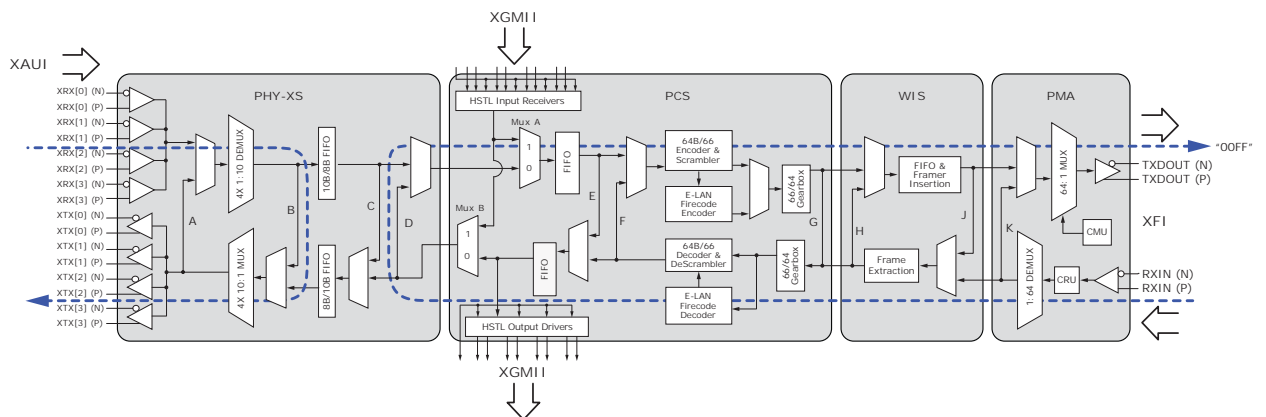 XGMII
XAUI
PHY-XS
PCS
WIS
PMA
XRX[0] (N)
XRX[0] (P)
XRX[1] (N)
XRX[1] (P)
XRX[2] (N)
XRX[2] (P)
XRX[3] (N)
XRX[3] (P)
XTX[0] (N)
XTX[0] (P)
XTX[1] (N)
XTX[1] (P)
XTX[2] (N)
XTX[2] (P)
XTX[3] (N)
XTX[3] (P)
A
4X 1:10 DEMUX
4X 10:1 MUX
B
10B/8B FIFO
8B/10B FIFO
C
D
HSTL Input Receivers
Mux A
1
0
FIFO
Mux B
1
0
FIFO
E
F
HSTL Output Drivers
64B/66
Encoder &
Scrambler
E-LAN
Firecode
Encoder
64B/66
Decoder &
DeScrambler
E-LAN
Firecode
Decoder
66/64
Gearbox
66/64
Gearbox
G
H
FIFO &
Framer
Insertion
Frame
Extraction
J
K
64:1 MUX
1:64 DEMUX
CMU
CRU
"00FF"
TXDOUT (N)
TXDOUT (P)
XFI
RXIN (N)
RXIN (P)
XGMII